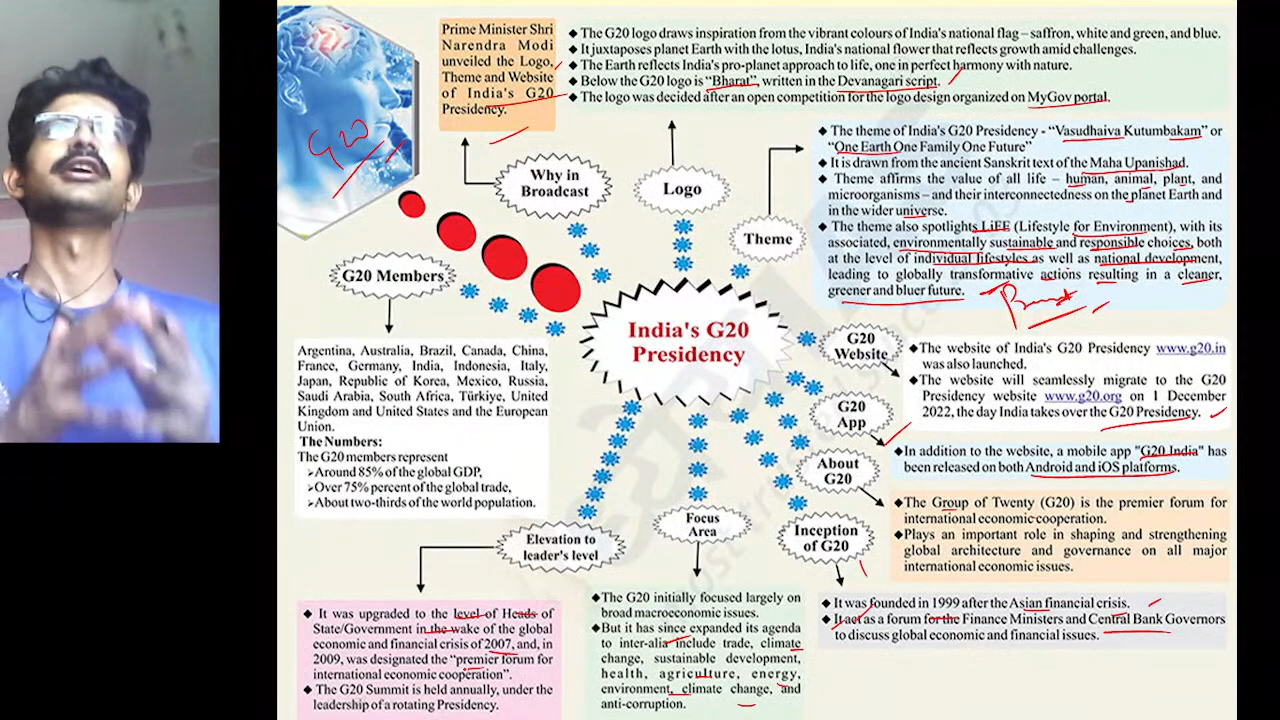 Prime Minister Shri
Narendra Modi
unveiled the Logo,
Theme and Website
of India's G20
Presidency.
◆ The G20 logo draws inspiration from the vibrant colours of India's national flag – saffron, white and green, and blue.
◆ It juxtaposes planet Earth with the lotus, India's national flower that reflects growth amid challenges.
◆ The Earth reflects India's pro-planet approach to life, one in perfect harmony with nature.
◆ Below the G20 logo is "Bharat", written in the Devanagari script.
◆ The logo was decided after an open competition for the logo design organized on MyGov portal.
G20
Why in
Broadcast
Logo
Theme
◆ The theme of India's G20 Presidency - "Vasudhaiva Kutumbakam" or
"One Earth One Family One Future"
◆ It is drawn from the ancient Sanskrit text of the Maha Upanishad.
◆ Theme affirms the value of all life – human, animal, plant, and
microorganisms – and their interconnectedness on the planet Earth and
in the wider universe.
◆ The theme also spotlights LiFE (Lifestyle for Environment), with its
associated, environmentally sustainable and responsible choices, both
at the level of individual lifestyles as well as national development,
leading to globally transformative actions resulting in a cleaner,
greener and bluer future.
G20 Members
India's G20
Presidency
Argentina, Australia, Brazil, Canada, China,
France, Germany, India, Indonesia, Italy,
Japan, Republic of Korea, Mexico, Russia,
Saudi Arabia, South Africa, Türkiye, United
Kingdom and United States and the European
Union.
The Numbers:
The G20 members represent
➢Around 85% of the global GDP,
➢Over 75% percent of the global trade,
➢About two-thirds of the world population.
G20
Website
◆The website of India's G20 Presidency www.g20.in
was also launched.
◆The website will seamlessly migrate to the G20
Presidency website www.g20.org on 1 December
2022, the day India takes over the G20 Presidency.
G20
App
◆In addition to the website, a mobile app "G20 India" has
been released on both Android and iOS platforms.
About
G20
◆The Group of Twenty (G20) is the premier forum for
international economic cooperation.
◆Plays an important role in shaping and strengthening
global architecture and governance on all major
international economic issues.
Inception
of G20
◆ It was founded in 1999 after the Asian financial crisis.
◆ It act as a forum for the Finance Ministers and Central Bank Governors
to discuss global economic and financial issues.
Focus
Area
◆The G20 initially focused largely on
broad macroeconomic issues.
◆But it has since expanded its agenda
to inter-alia include trade, climate
change, sustainable development,
health, agriculture, energy,
environment, climate change, and
anti-corruption.
Elevation to
leader's level
◆ It was upgraded to the level of Heads of
State/Government in the wake of the global
economic and financial crisis of 2007, and, in
2009, was designated the "premier forum for
international economic cooperation".
◆ The G20 Summit is held annually, under the
leadership of a rotating Presidency.